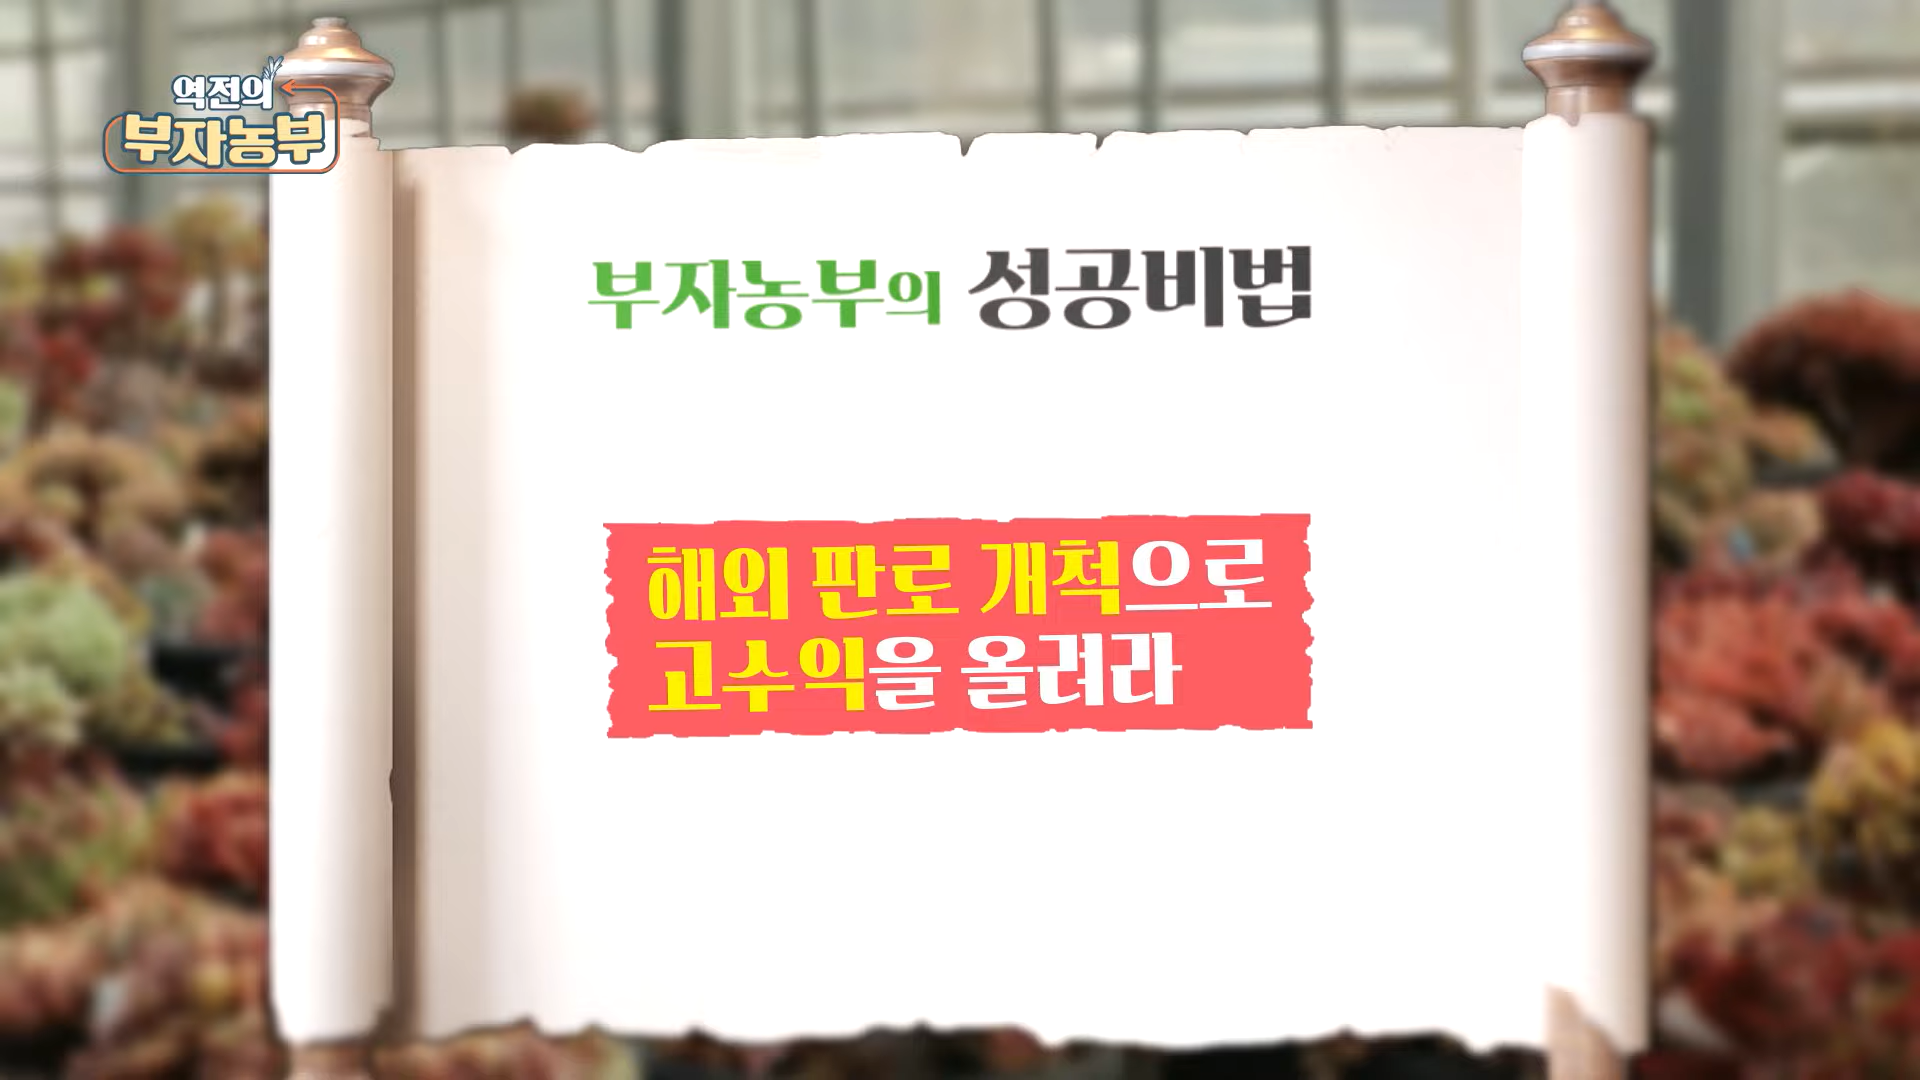 역전의
부자농부
부자농부의 성공비법
해외 판로 개척으로
고수익을 올려라